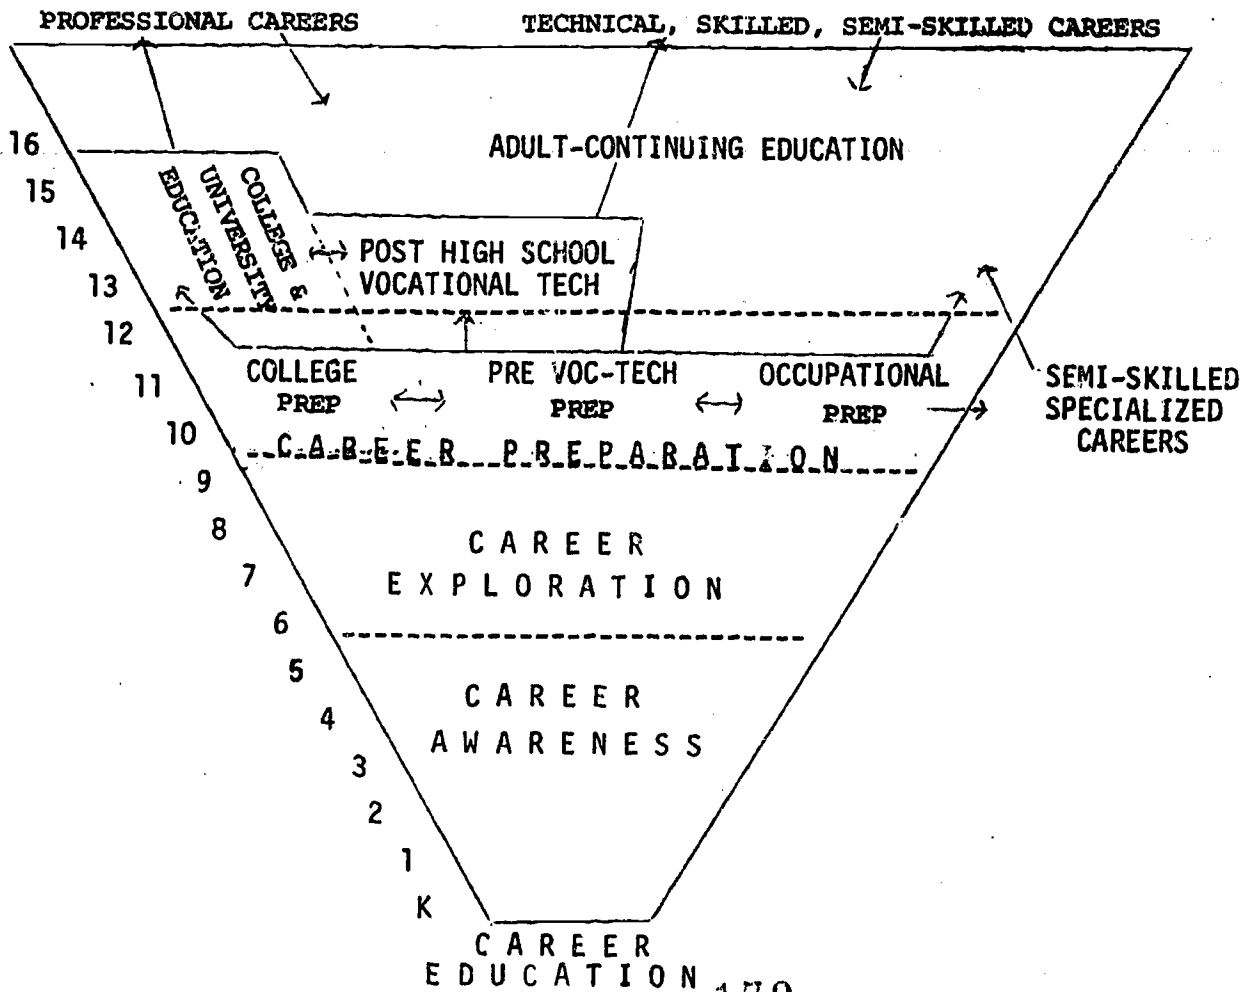 PROFESSIONAL CAREERS
TECHNICAL, SKILLED, SEMI-SKILLED CAREERS
16
ADULT-CONTINUING EDUCATION
15
COLLEGE &
UNIVERSITY
EDUCATION
14
POST HIGH SCHOOL
VOCATIONAL TECH
13
12
COLLEGE
PREP
PRE VOC-TECH
PREP
OCCUPATIONAL
PREP
SEMI-SKILLED
SPECIALIZED
CAREERS
11
10
CAREER PREPARATION
9
8
CAREER
EXPLORATION
7
6
5
CAREER
AWARENESS
4
3
2
1
K
CAREER
EDUCATION